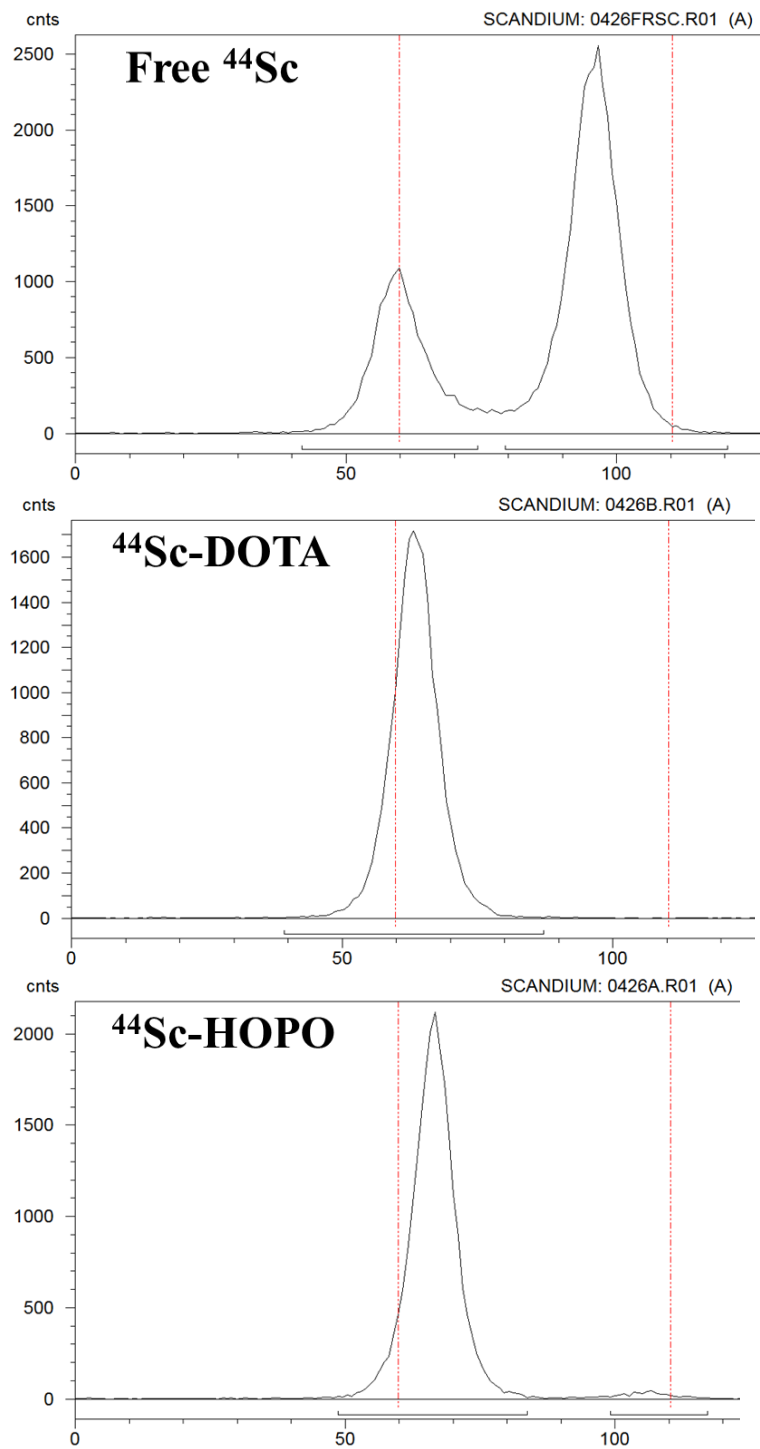 cnts SCANDIUM: 0426FRSC.R01 (A)
Free ⁴⁴Sc
2500
2000
1500
1000
500
0
0 50 100
cnts SCANDIUM: 0426B.R01 (A)
⁴⁴Sc-DOTA
1600
1400
1200
1000
800
600
400
200
0
0 50 100
cnts SCANDIUM: 0426A.R01 (A)
⁴⁴Sc-HOPO
2000
1500
1000
500
0
0 50 100